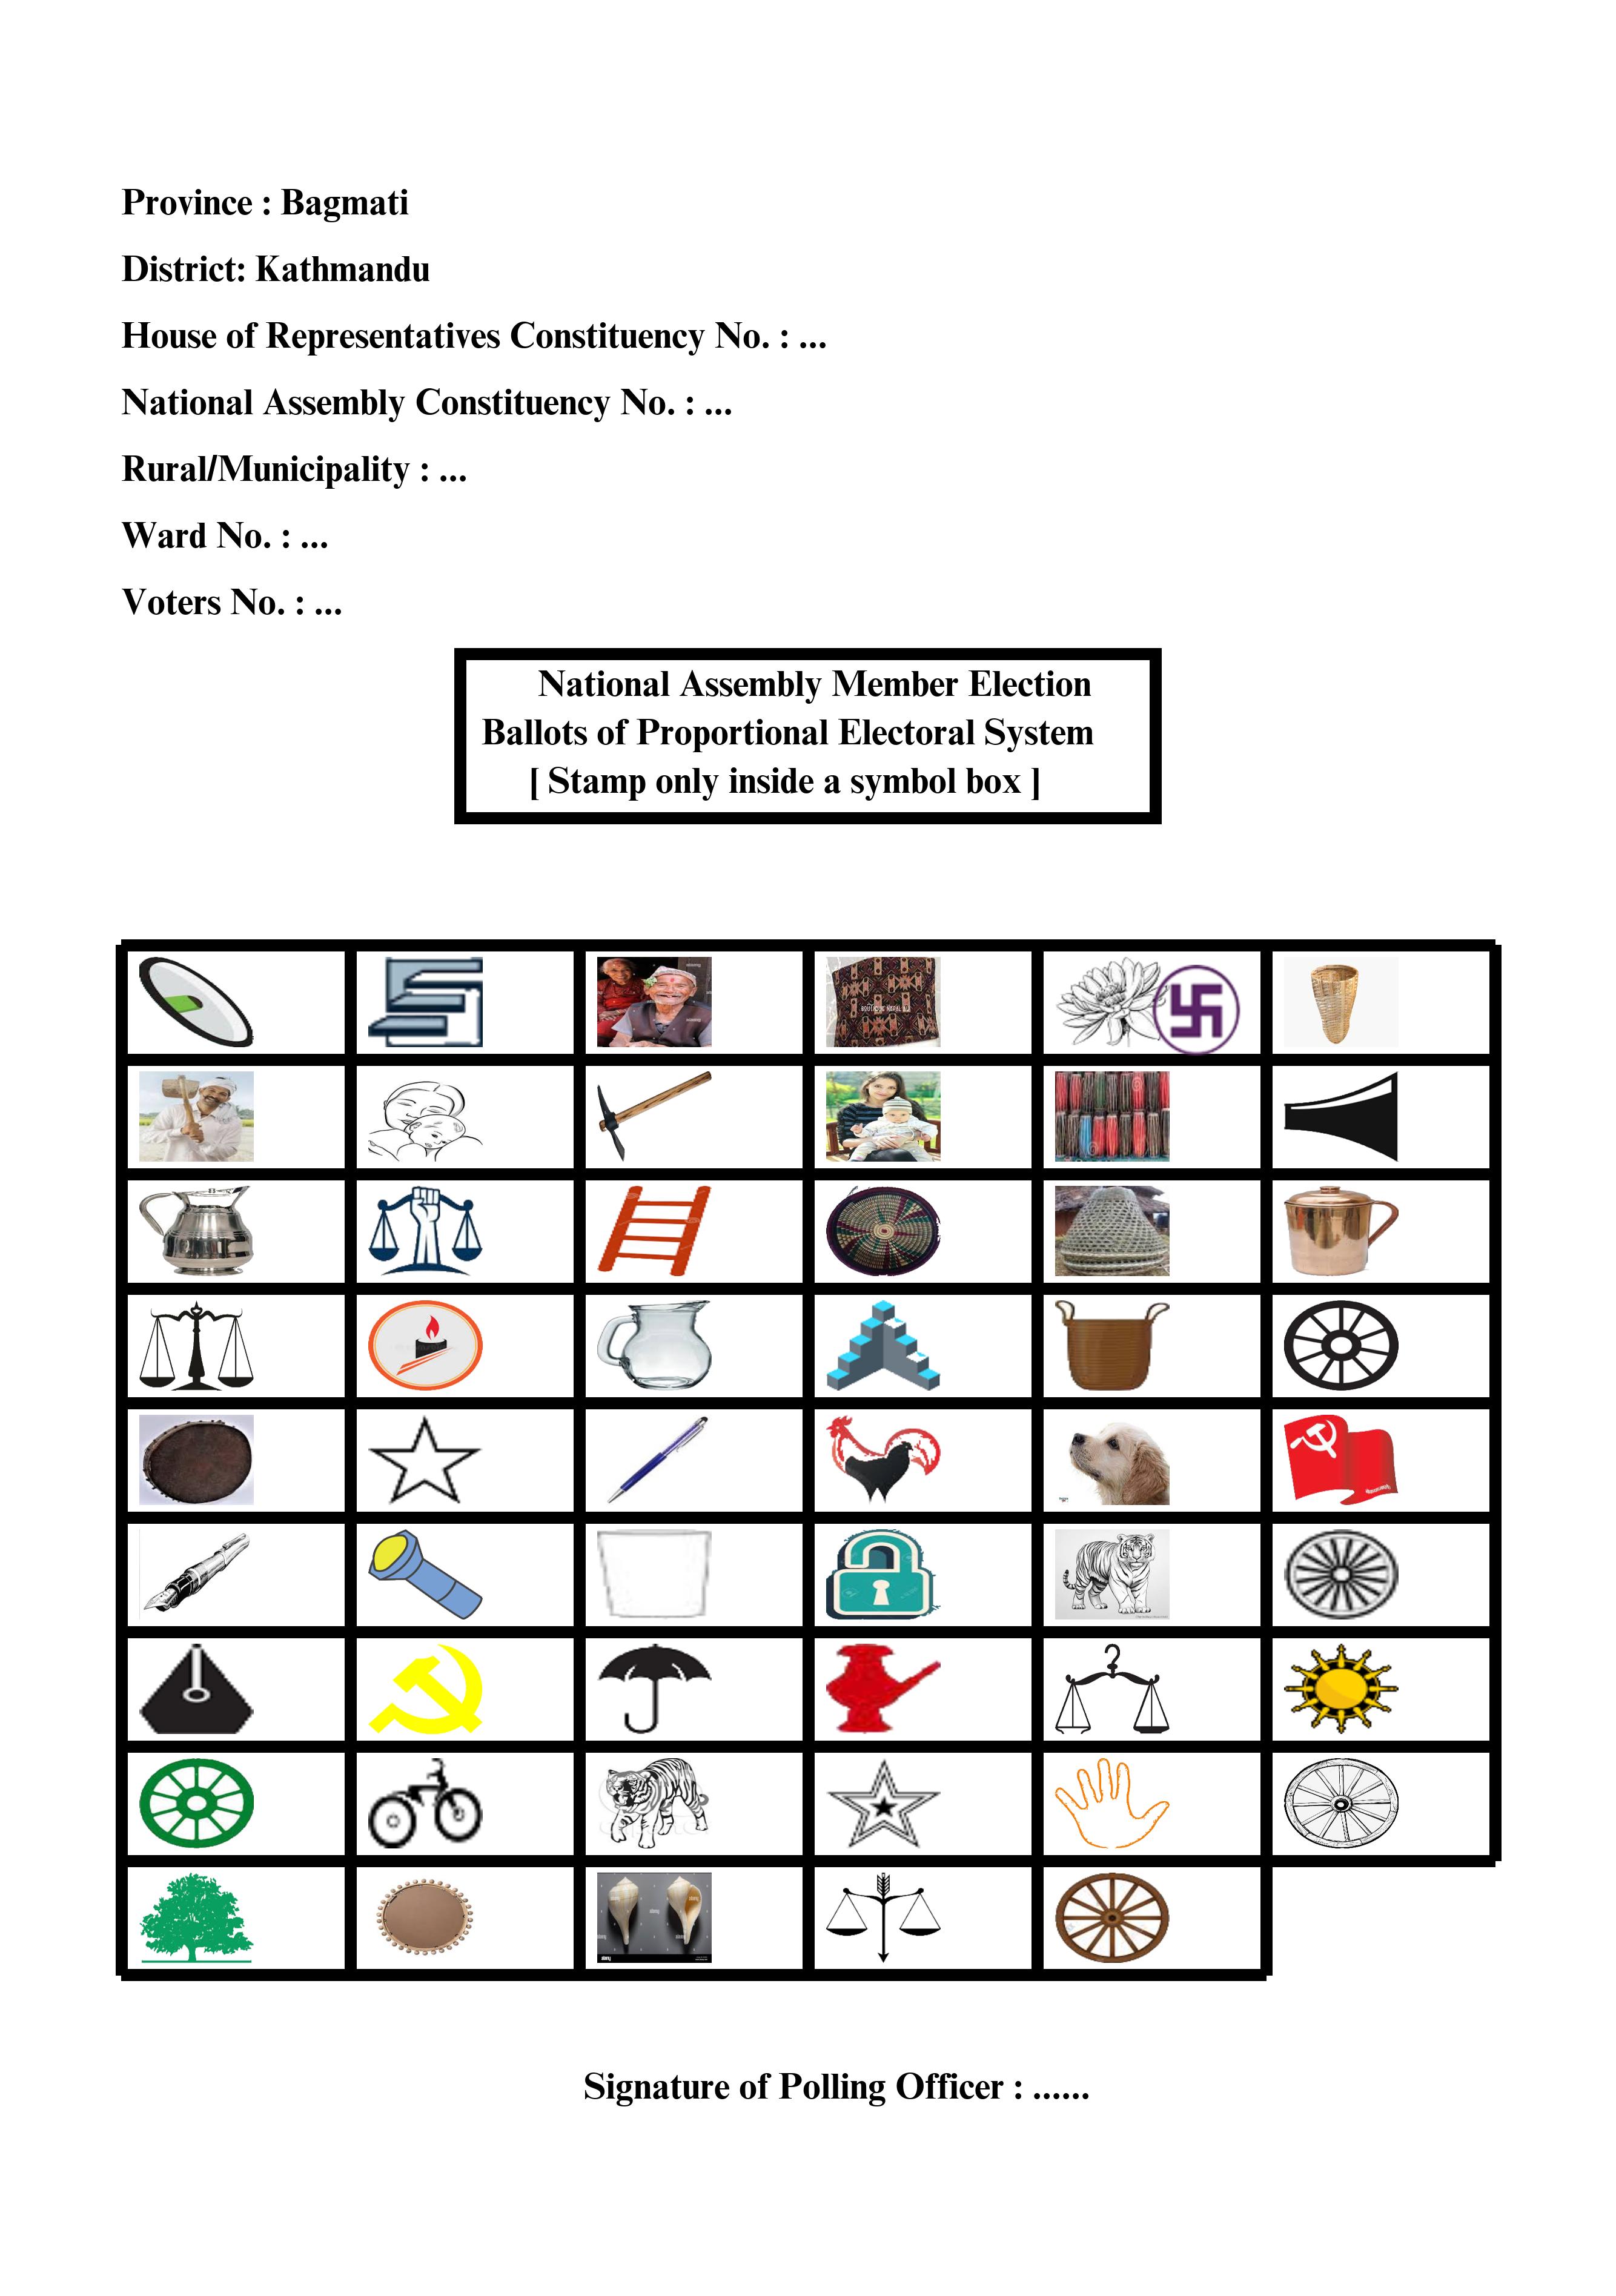 Province : Bagmati
District: Kathmandu
House of Representatives Constituency No. : ...
National Assembly Constituency No. : ...
Rural/Municipality : ...
Ward No. : ...
Voters No. : ...
National Assembly Member Election
Ballots of Proportional Electoral System
[ Stamp only inside a symbol box ]
Signature of Polling Officer : ......